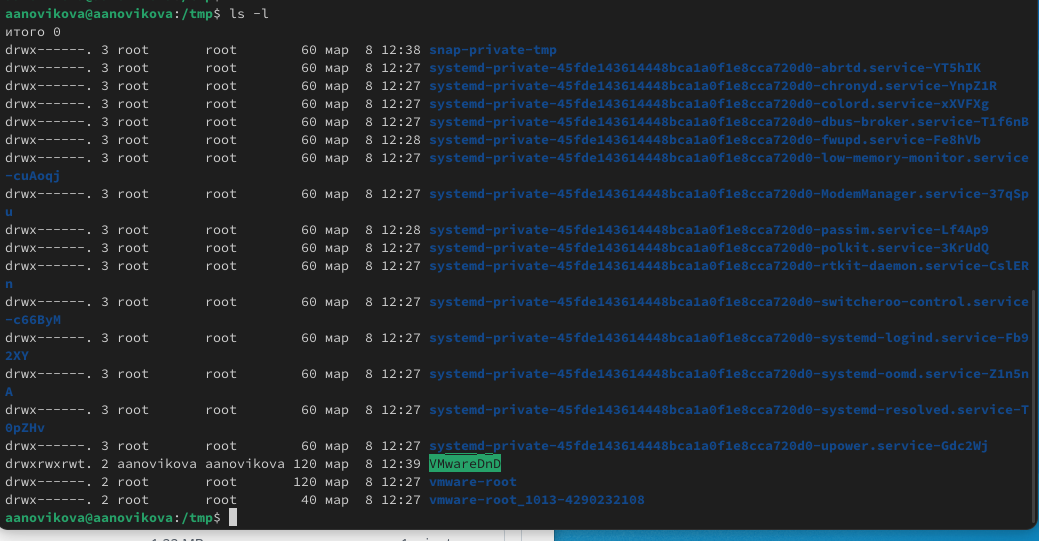 aanovikova@aanovikova:/tmp$ ls -l
итого 0
drwx------. 3 root       root        60 мар  8 12:38 snap-private-tmp
drwx------. 3 root       root        60 мар  8 12:27 systemd-private-45fde143614448bca1a0f1e8cca720d0-abrtd.service-YT5hIK
drwx------. 3 root       root        60 мар  8 12:27 systemd-private-45fde143614448bca1a0f1e8cca720d0-chronyd.service-YnpZ1R
drwx------. 3 root       root        60 мар  8 12:27 systemd-private-45fde143614448bca1a0f1e8cca720d0-colord.service-xXVFXg
drwx------. 3 root       root        60 мар  8 12:27 systemd-private-45fde143614448bca1a0f1e8cca720d0-dbus-broker.service-T1f6nB
drwx------. 3 root       root        60 мар  8 12:28 systemd-private-45fde143614448bca1a0f1e8cca720d0-fwupd.service-Fe8hVb
drwx------. 3 root       root        60 мар  8 12:27 systemd-private-45fde143614448bca1a0f1e8cca720d0-low-memory-monitor.service
-cuAoqj
drwx------. 3 root       root        60 мар  8 12:27 systemd-private-45fde143614448bca1a0f1e8cca720d0-ModemManager.service-37qSp
u
drwx------. 3 root       root        60 мар  8 12:28 systemd-private-45fde143614448bca1a0f1e8cca720d0-passim.service-Lf4Ap9
drwx------. 3 root       root        60 мар  8 12:27 systemd-private-45fde143614448bca1a0f1e8cca720d0-polkit.service-3KrUdQ
drwx------. 3 root       root        60 мар  8 12:27 systemd-private-45fde143614448bca1a0f1e8cca720d0-rtkit-daemon.service-CslER
n
drwx------. 3 root       root        60 мар  8 12:27 systemd-private-45fde143614448bca1a0f1e8cca720d0-switcheroo-control.service
-c66ByM
drwx------. 3 root       root        60 мар  8 12:27 systemd-private-45fde143614448bca1a0f1e8cca720d0-systemd-logind.service-Fb9
2XY
drwx------. 3 root       root        60 мар  8 12:27 systemd-private-45fde143614448bca1a0f1e8cca720d0-systemd-oomd.service-Z1n5n
A
drwx------. 3 root       root        60 мар  8 12:27 systemd-private-45fde143614448bca1a0f1e8cca720d0-systemd-resolved.service-T
0pZHv
drwx------. 3 root       root        60 мар  8 12:27 systemd-private-45fde143614448bca1a0f1e8cca720d0-upower.service-Gdc2Wj
drwxrwxrwt. 2 aanovikova aanovikova 120 мар  8 12:39 VMwareDnD
drwx------. 2 root       root       120 мар  8 12:27 vmware-root
drwx------. 2 root       root        40 мар  8 12:27 vmware-root_1013-4290232108
aanovikova@aanovikova:/tmp$